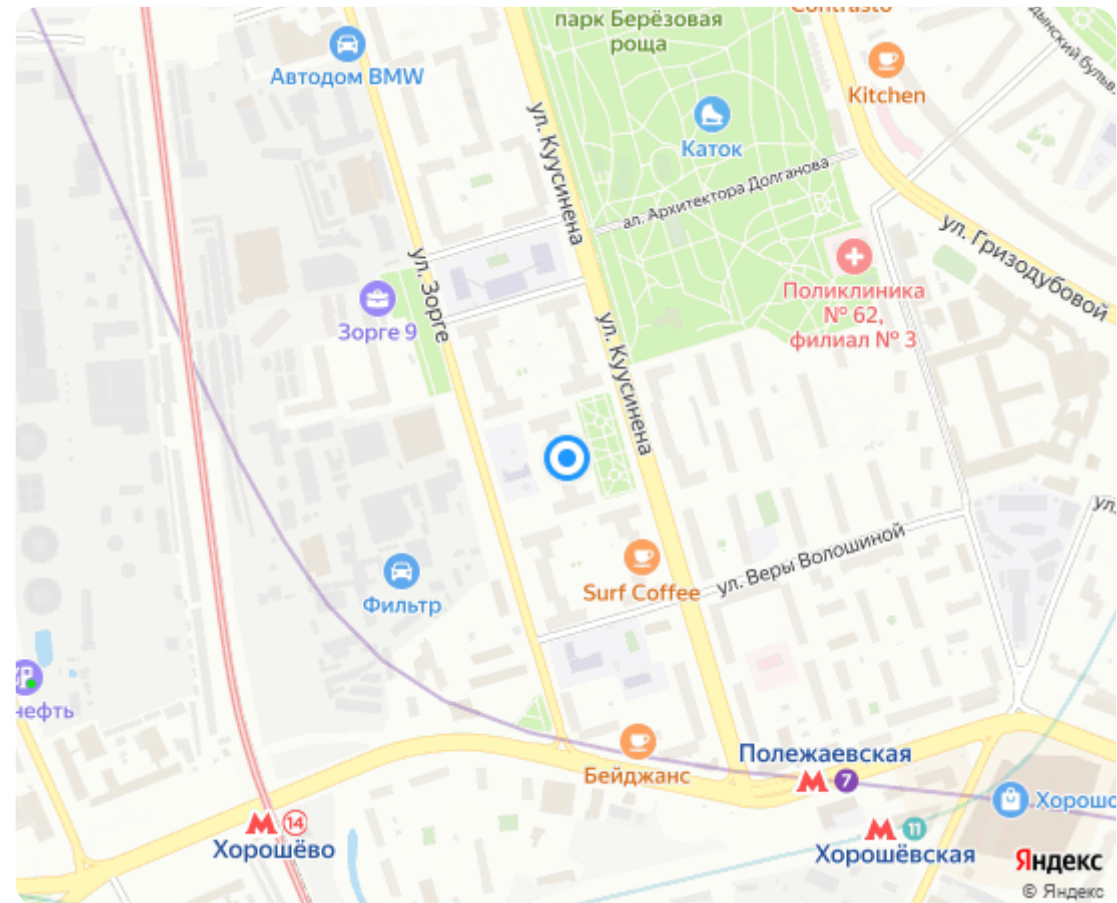 парк Берёзовая
роща
Автодом BMW
Kitchen
Каток
ул. Куусинена
ал. Архитектора Долганова
ул. Гризодубовой
ул. Зорге
Поликлиника
№ 62,
филиал № 3
Зорге 9
ул. Куусинена
ул.
ул. Веры Волошиной
Surf Coffee
Фильтр
нефть
Полежаевская
7
Бейджанс
Хорошо
14
11
Хорошёво
Хорошёвская
Яндекс
© Яндекс